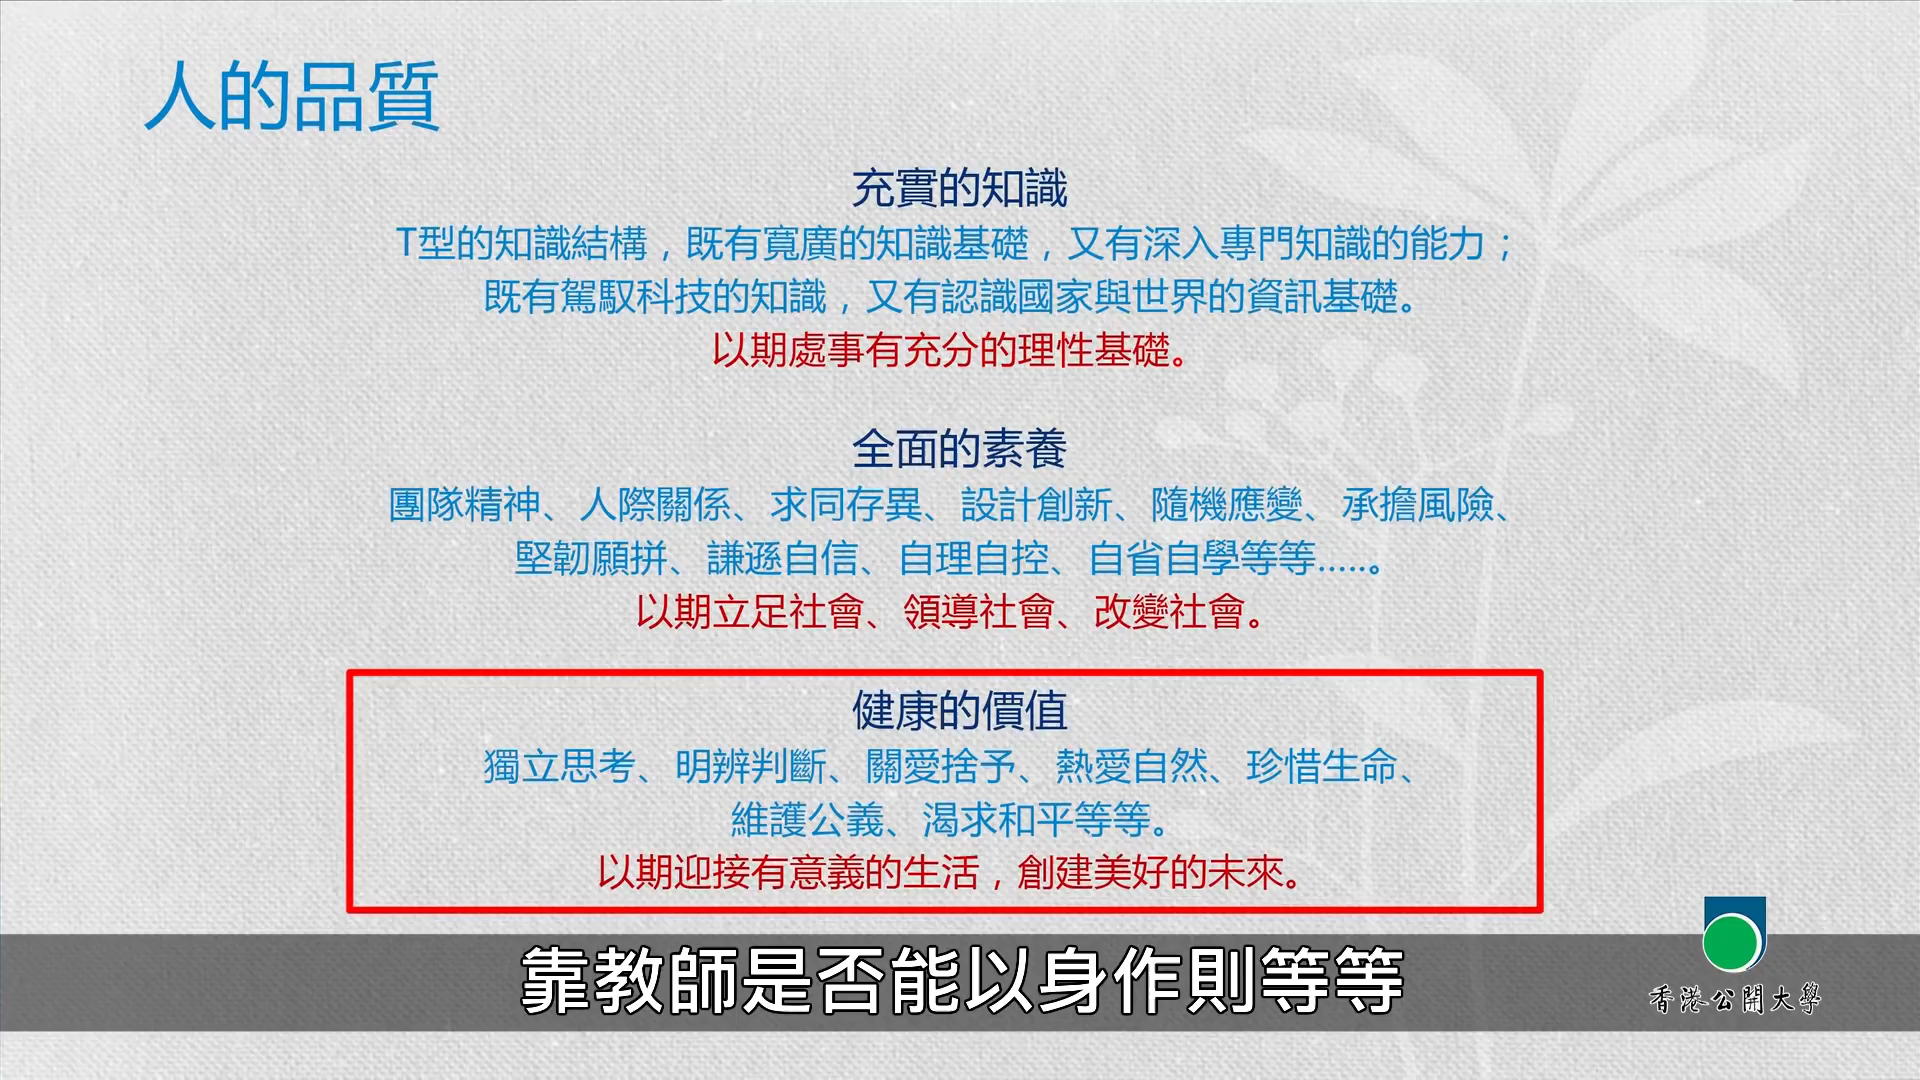 人的品質
充實的知識
T型的知識結構，既有寬廣的知識基礎，又有深入專門知識的能力；
既有駕馭科技的知識，又有認識國家與世界的資訊基礎。
以期處事有充分的理性基礎。
全面的素養
團隊精神、人際關係、求同存異、設計創新、隨機應變、承擔風險、
堅韌願拼、謙遜自信、自理自控、自省自學等等…..。
以期立足社會、領導社會、改變社會。
健康的價值
獨立思考、明辨判斷、關愛捨予、熱愛自然、珍惜生命、
維護公義、渴求和平等等。
以期迎接有意義的生活，創建美好的未來。
靠教師是否能以身作則等等
香港公開大學